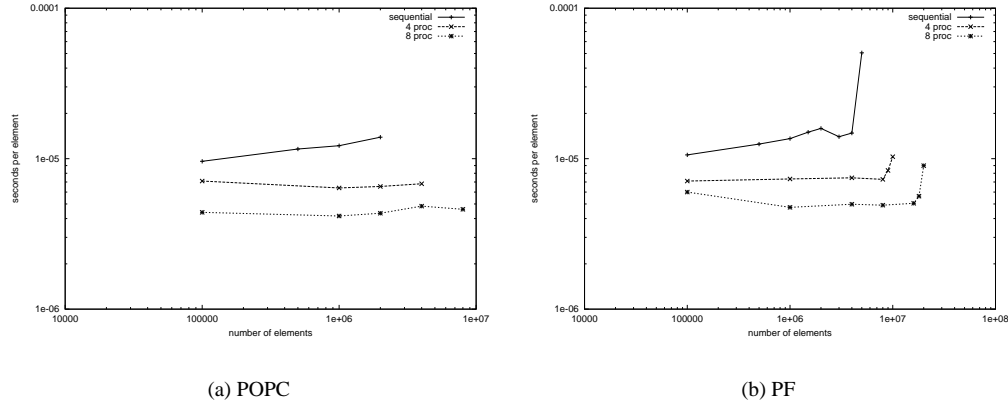 0.0001
1e-05
1e-06
seconds per element
10000
100000
1e+06
1e+07
number of elements
sequential
4 proc
8 proc
(a) POPC
0.0001
1e-05
1e-06
seconds per element
10000
100000
1e+06
1e+07
1e+08
number of elements
sequential
4 proc
8 proc
(b) PF